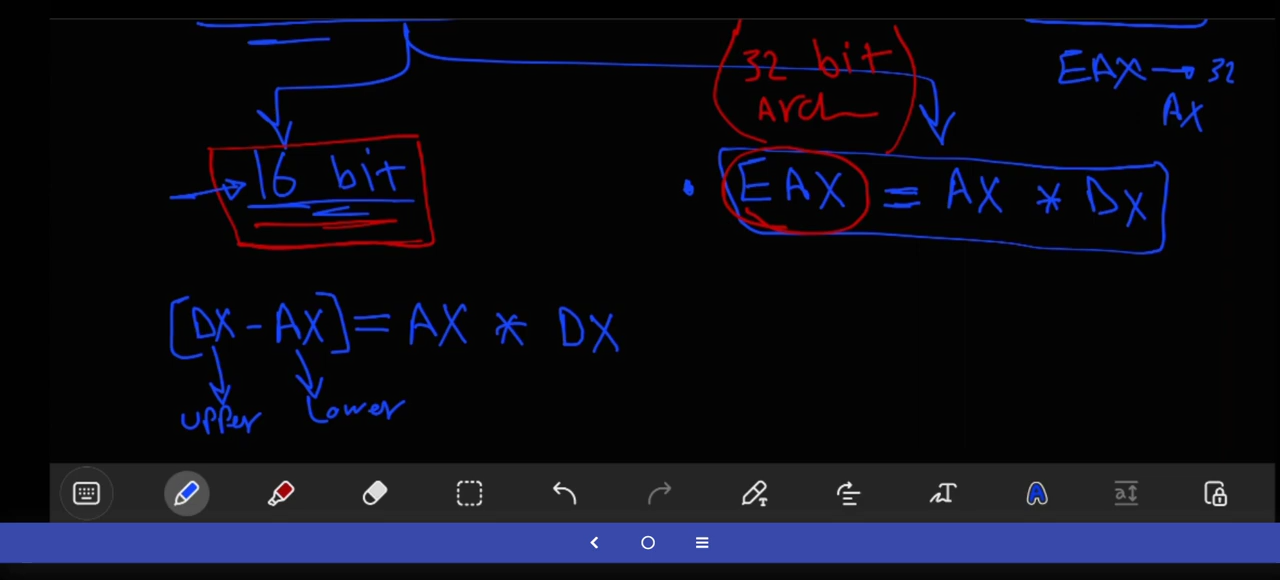 32 bit
Arch
EAX → 32
AX
16 bit
• EAX = AX * DX
[DX - AX] = AX * DX
upper Lower